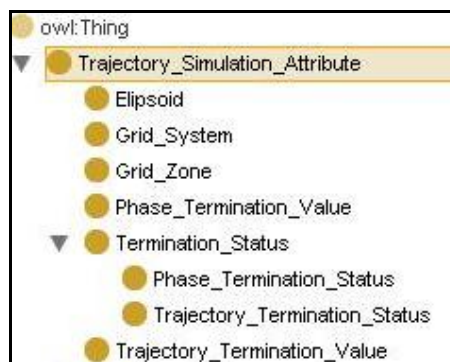 owl:Thing
Trajectory_Simulation_Attribute
Elipsoid
Grid_System
Grid_Zone
Phase_Termination_Value
Termination_Status
Phase_Termination_Status
Trajectory_Termination_Status
Trajectory_Termination_Value